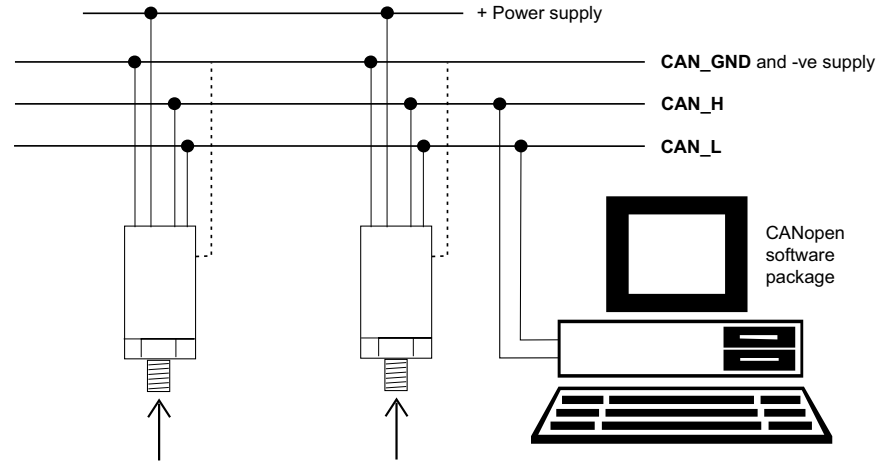 + Power supply
CAN_GND and -ve supply
CAN_H
CAN_L
CANopen
software
package